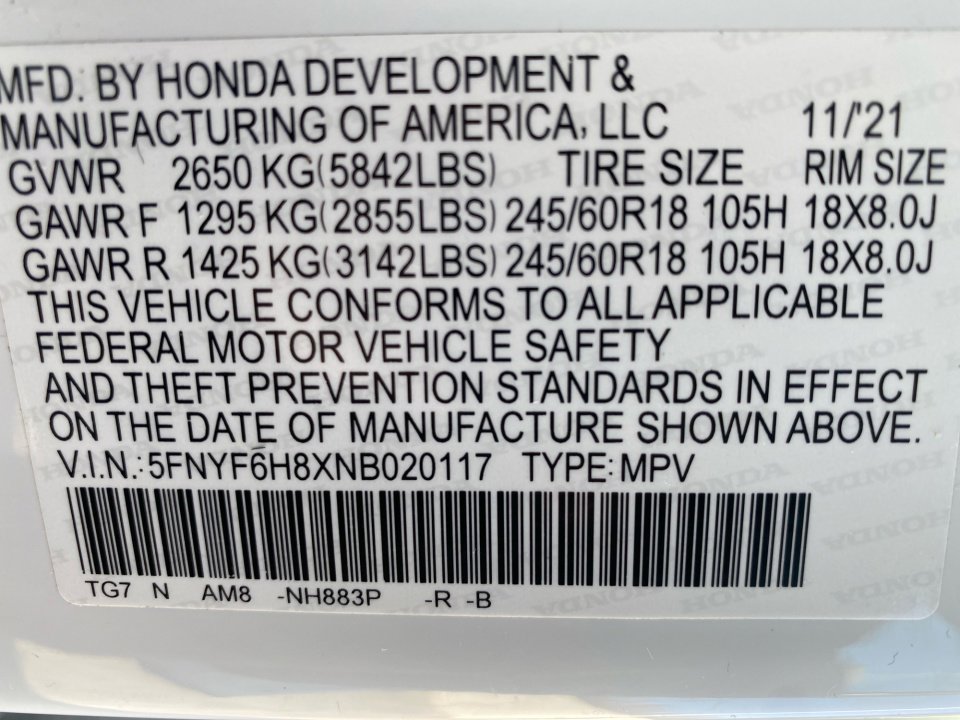 MFD. BY HONDA DEVELOPMENT &
MANUFACTURING OF AMERICA, LLC 11/'21
GVWR 2650 KG(5842LBS) TIRE SIZE RIM SIZE
GAWR F 1295 KG(2855LBS) 245/60R18 105H 18X8.0J
GAWR R 1425 KG(3142LBS) 245/60R18 105H 18X8.0J
THIS VEHICLE CONFORMS TO ALL APPLICABLE
FEDERAL MOTOR VEHICLE SAFETY
AND THEFT PREVENTION STANDARDS IN EFFECT
ON THE DATE OF MANUFACTURE SHOWN ABOVE.
V.I.N.: 5FNYF6H8XNB020117 TYPE: MPV
TG7 N AM8 -NH883P -R -B